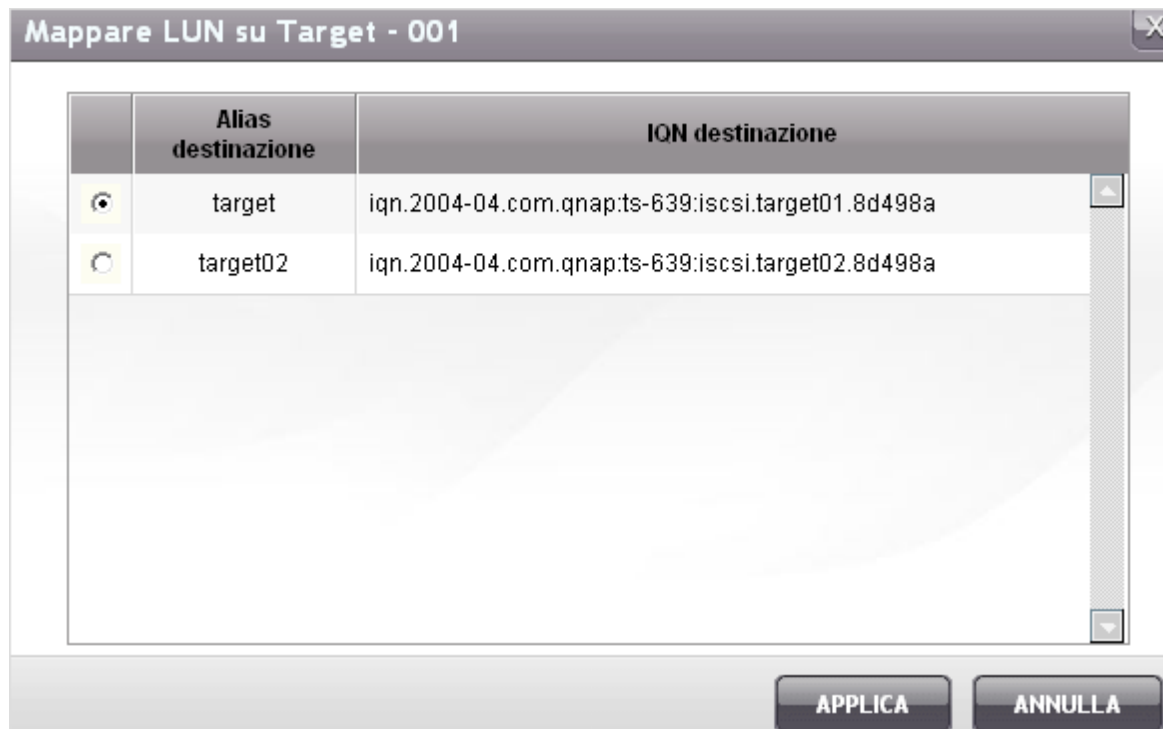 Mappare LUN su Target - 001
Alias
destinazione
IQN destinazione
target
iqn.2004-04.com.qnap:ts-639:iscsi.target01.8d498a
target02
iqn.2004-04.com.qnap:ts-639:iscsi.target02.8d498a
APPLICA
ANNULLA